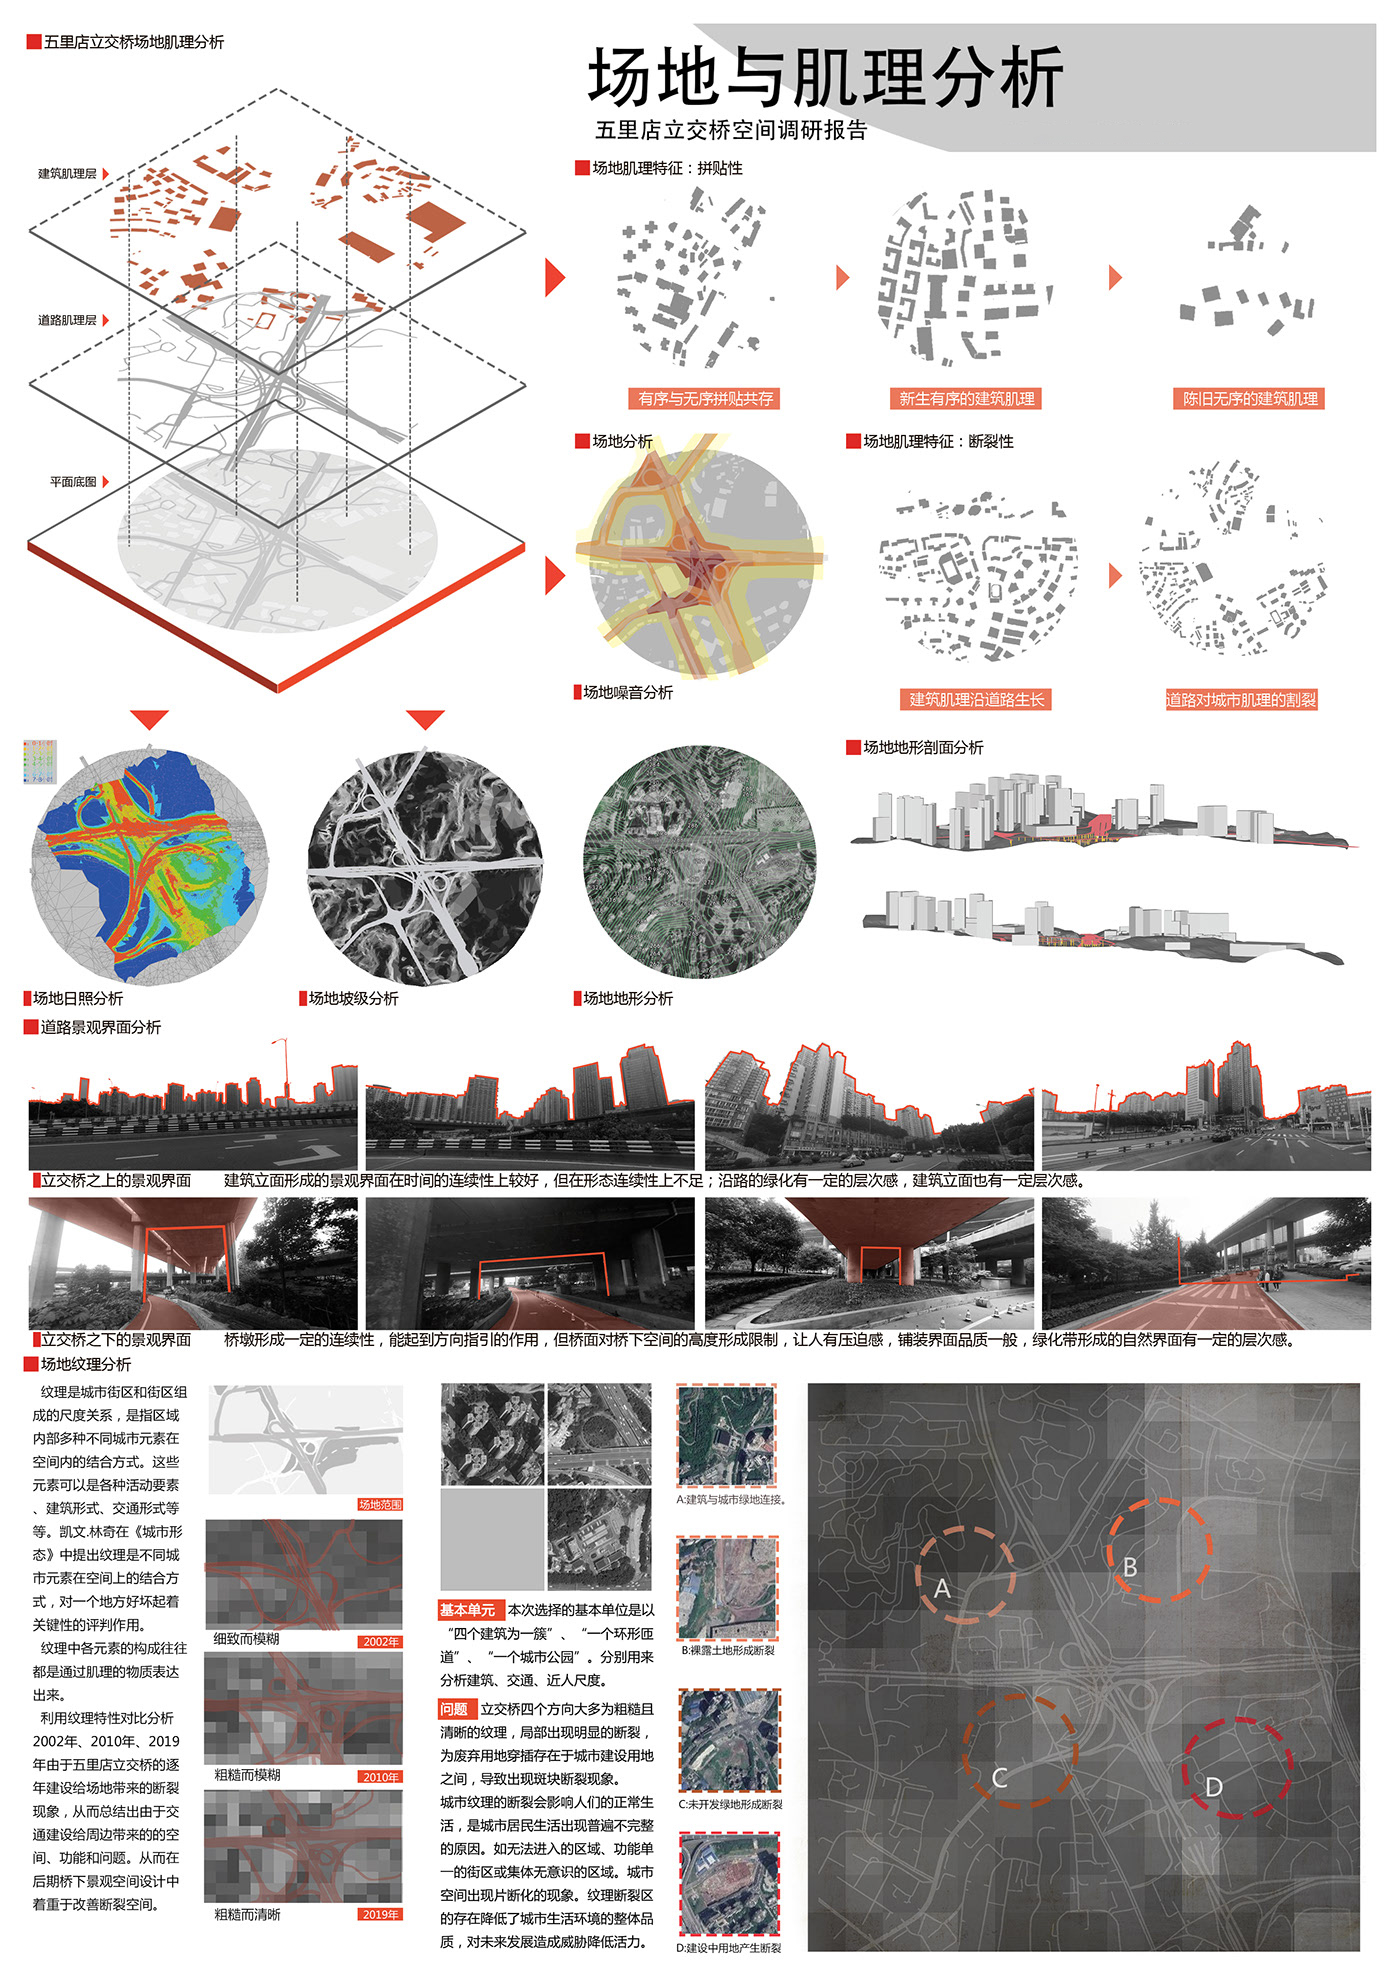 五里店立交桥场地肌理分析
场地与肌理分析
五里店立交桥空间调研报告
建筑肌理层
道路肌理层
平面底图
场地肌理特征：拼贴性
有序与无序拼贴共存
新生有序的建筑肌理
陈旧无序的建筑肌理
场地分析
场地噪音分析
场地肌理特征：断裂性
建筑肌理沿道路生长
道路对城市肌理的割裂
场地日照分析
场地坡级分析
场地地形分析
场地地形剖面分析
道路景观界面分析
立交桥之上的景观界面
建筑立面形成的景观界面在时间的连续性上较好，但在形态连续性上不足；沿路的绿化有一定的层次感，建筑立面也有一定层次感。
立交桥之下的景观界面
桥墩形成一定的连续性，能起到方向指引的作用，但桥面对桥下空间的高度形成限制，让人有压迫感，铺装界面品质一般，绿化带形成的自然界面有一定的层次感。
场地纹理分析
纹理是城市街区和街区组
成的尺度关系，是指区域
内部多种不同城市元素在
空间内的结合方式。这些
元素可以是各种活动要素
、建筑形式、交通形式等
等。凯文.林奇在《城市形
态》中提出纹理是不同城
市元素在空间上的结合方
式，对一个地方好坏起着
关键性的评判作用。
纹理中各元素的构成往往
都是通过肌理的物质表达
出来。
利用纹理特性对比分析
2002年、2010年、2019
年由于五里店立交桥的逐
年建设给场地带来的断裂
现象，从而总结出由于交
通建设给周边带来的的空
间、功能和问题。从而在
后期桥下景观空间设计中
着重于改善断裂空间。
场地范围
细致而模糊
2002年
粗糙而模糊
2010年
粗糙而清晰
2019年
基本单元 本次选择的基本单位是以
“四个建筑为一簇”、“一个环形匝
道”、“一个城市公园”。分别用来
分析建筑、交通、近人尺度。
问题 立交桥四个方向大多为粗糙且
清晰的纹理，局部出现明显的断裂，
为废弃用地穿插存在于城市建设用地
之间，导致出现斑块断裂现象。
城市纹理的断裂会影响人们的正常生
活，是城市居民生活出现普遍不完整
的原因。如无法进入的区域、功能单
一的街区或集体无意识的区域。城市
空间出现片断化的现象。纹理断裂区
的存在降低了城市生活环境的整体品
质，对未来发展造成威胁降低活力。
A:建筑与城市绿地连接。
B:裸露土地形成断裂
C:未开发绿地形成断裂
D:建设中用地产生断裂
A
B
C
D